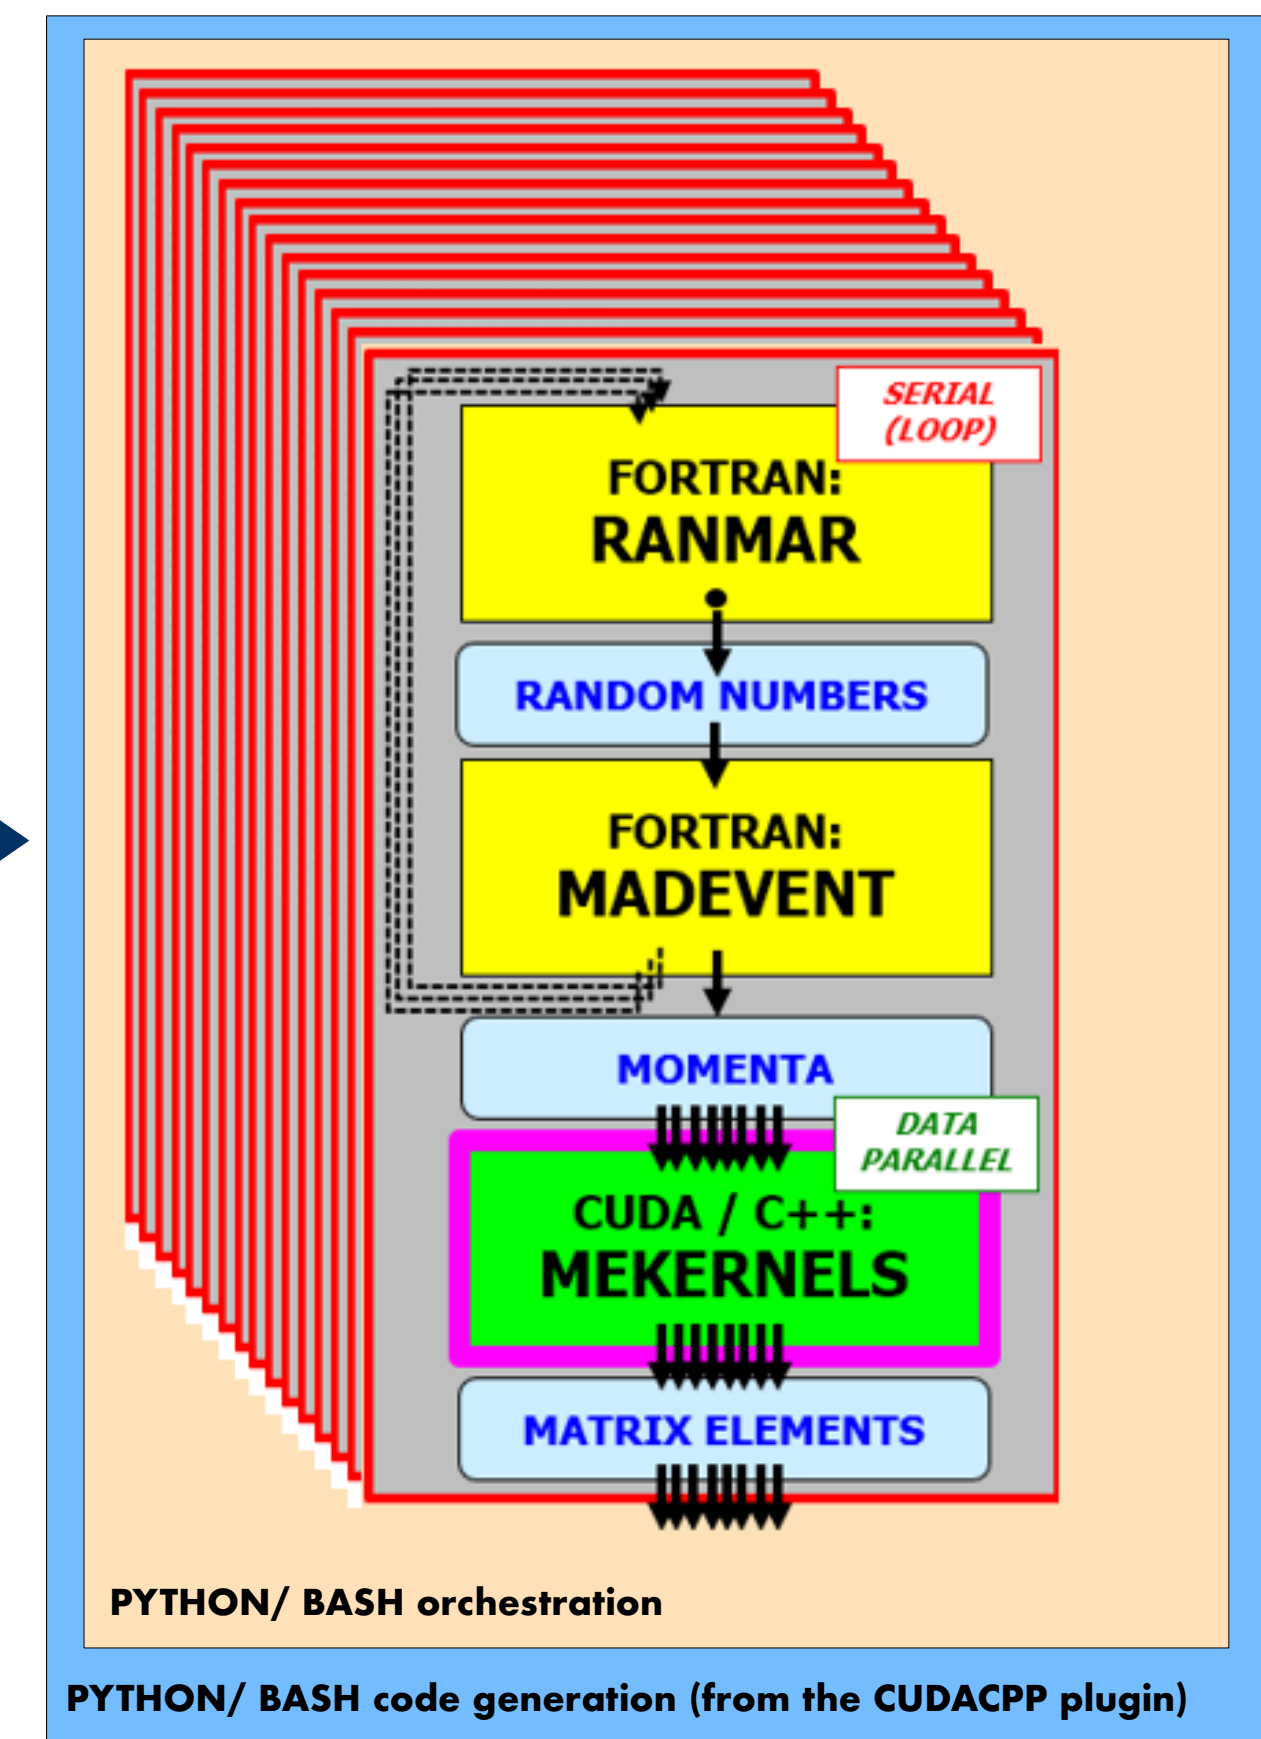 SERIAL
(LOOP)
FORTRAN:
RANMAR
RANDOM NUMBERS
FORTRAN:
MADEVENT
MOMENTA
DATA
PARALLEL
CUDA / C++:
MEKERNELS
MATRIX ELEMENTS
PYTHON/ BASH orchestration
PYTHON/ BASH code generation (from the CUDACPP plugin)